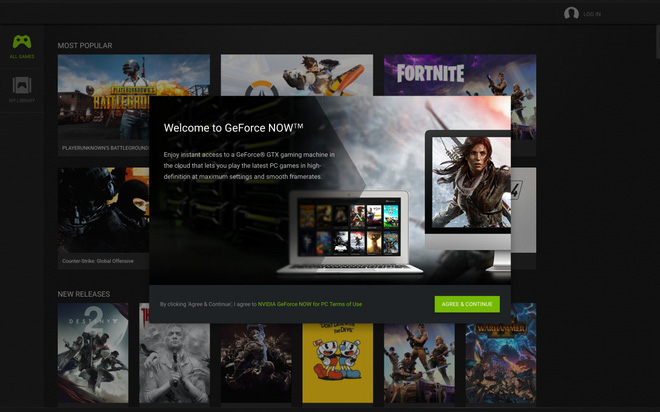 LOG IN
ALL GAMES
MY LIBRARY
MOST POPULAR
FORTNITE
PLAYERUNKNOWN'S BATTLEGROUND
Welcome to GeForce NOW™
Enjoy instant access to a GeForce® GTX gaming machine in
the cloud that lets you play the latest PC games in high-
definition at maximum settings and smooth framerates.
Counter-Strike: Global Offensive
By clicking 'Agree & Continue', I agree to NVIDIA GeForce NOW for PC Terms of Use
AGREE & CONTINUE
NEW RELEASES
DESTINY 2
WARHAMMER